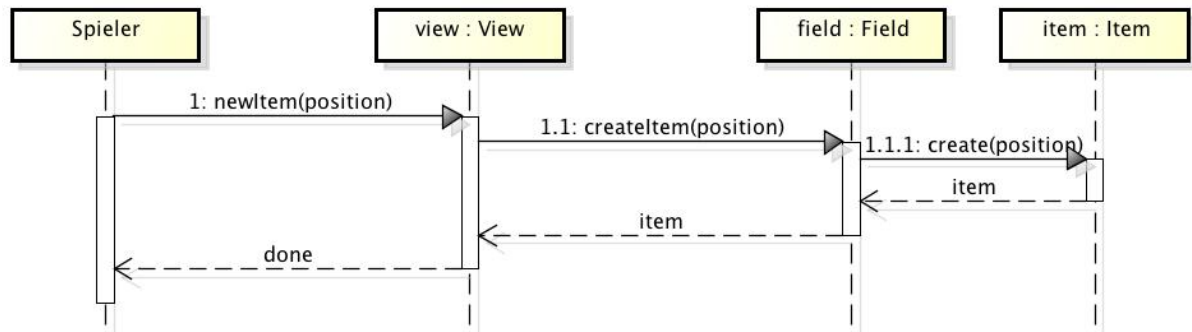 Spieler
view : View
field : Field
item : Item
1: newItem(position)
1.1: createItem(position)
1.1.1: create(position)
item
item
done